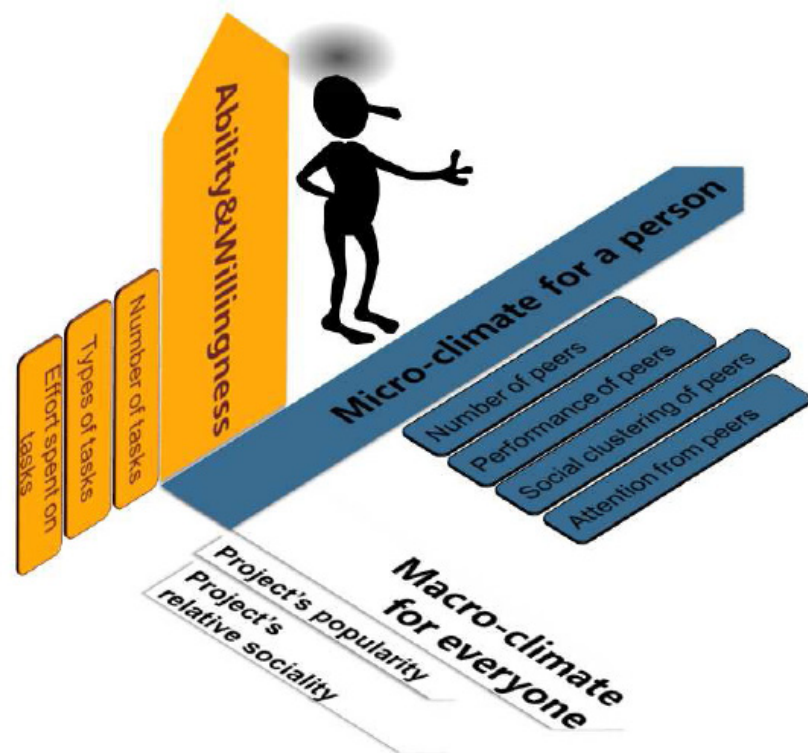 Ability&Willingness
Number of tasks
Types of tasks
Effort spent on
tasks
Micro-climate for a person
Number of peers
Performance of peers
Social clustering of peers
Attention from peers
Macro-climate
for everyone
Project's popularity
Project's
relative sociality